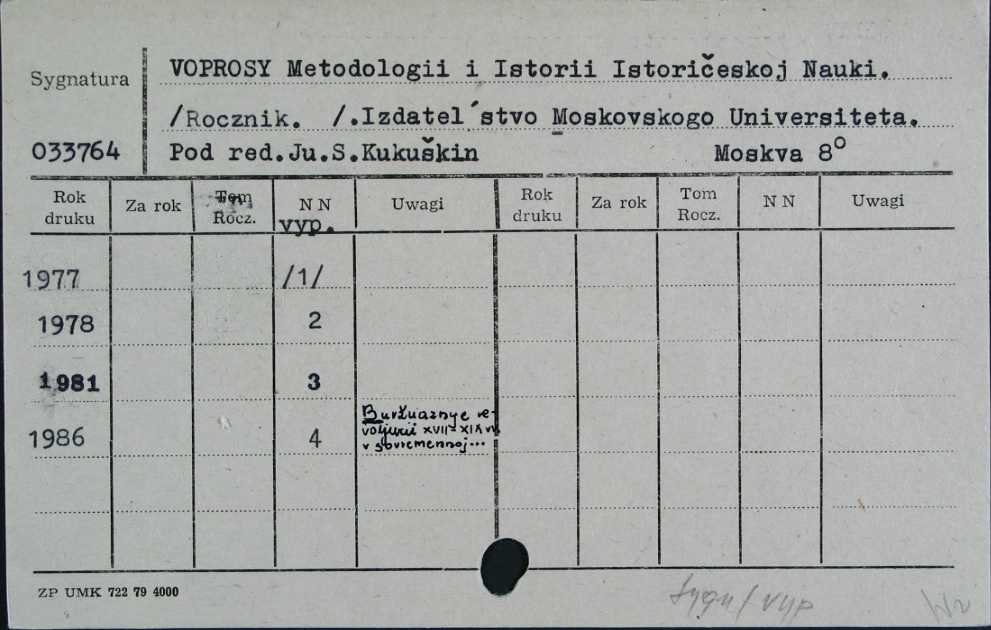 Sygnatura
VOPROSY Metodologii i Istorii Istoričeskoj Nauki.
/Rocznik. /.Izdatel´stvo Moskovskogo Universiteta.
033764 Pod red.Ju.S.Kukuškin Moskva 8°
Rok druku Za rok Tom Rocz. N N vyp. Uwagi Rok druku Za rok Tom Rocz. N N Uwagi
1977 /1/
1978 2
1981 3
1986 4 Buržuaznye re-
voljucii XVII-XIX vv
v sovremennoj...
ZP UMK 722 79 4000
Sygn/vyp